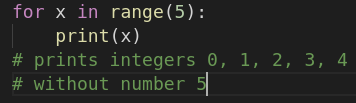 for x in range(5):
    print(x)
# prints integers 0, 1, 2, 3, 4
# without number 5